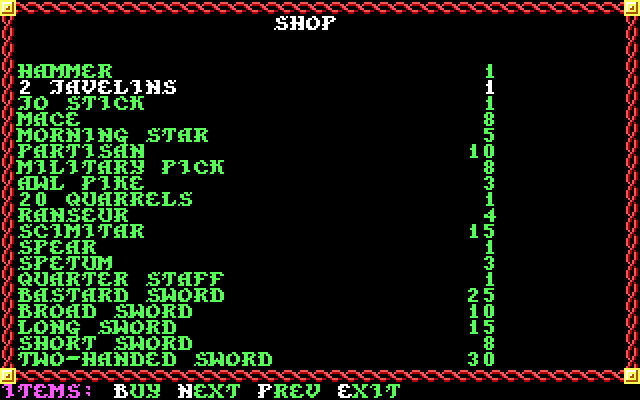 SHOP
HAMMER 1
2 JAVELINS 1
JO STICK 1
MACE 8
MORNING STAR 5
PARTISAN 10
MILITARY PICK 8
AWL PIKE 3
20 QUARRELS 1
RANSEUR 4
SCIMITAR 15
SPEAR 1
SPETUM 3
QUARTER STAFF 1
BASTARD SWORD 25
BROAD SWORD 10
LONG SWORD 15
SHORT SWORD 8
TWO-HANDED SWORD 30
ITEMS: BUY NEXT PREV EXIT